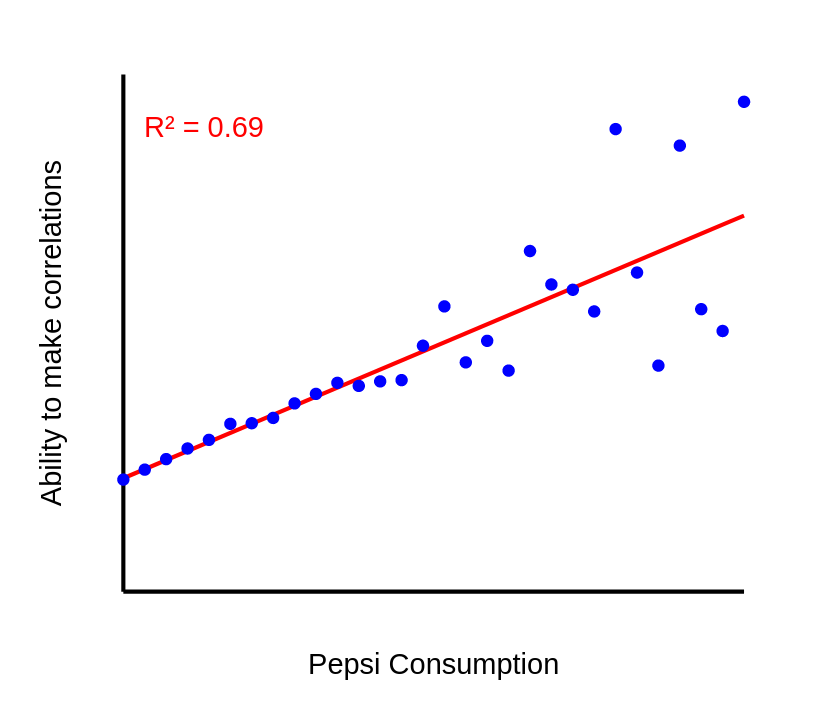 R² = 0.69
Ability to make correlations
Pepsi Consumption